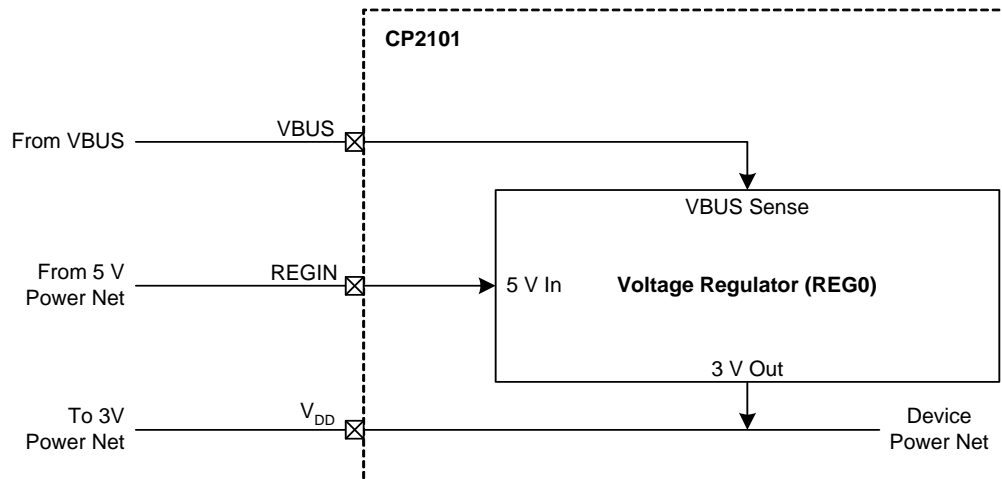 CP2101
From VBUS
VBUS
VBUS Sense
From 5 V
Power Net
REGIN
5 V In
Voltage Regulator (REG0)
3 V Out
To 3V
Power Net
VDD
Device
Power Net